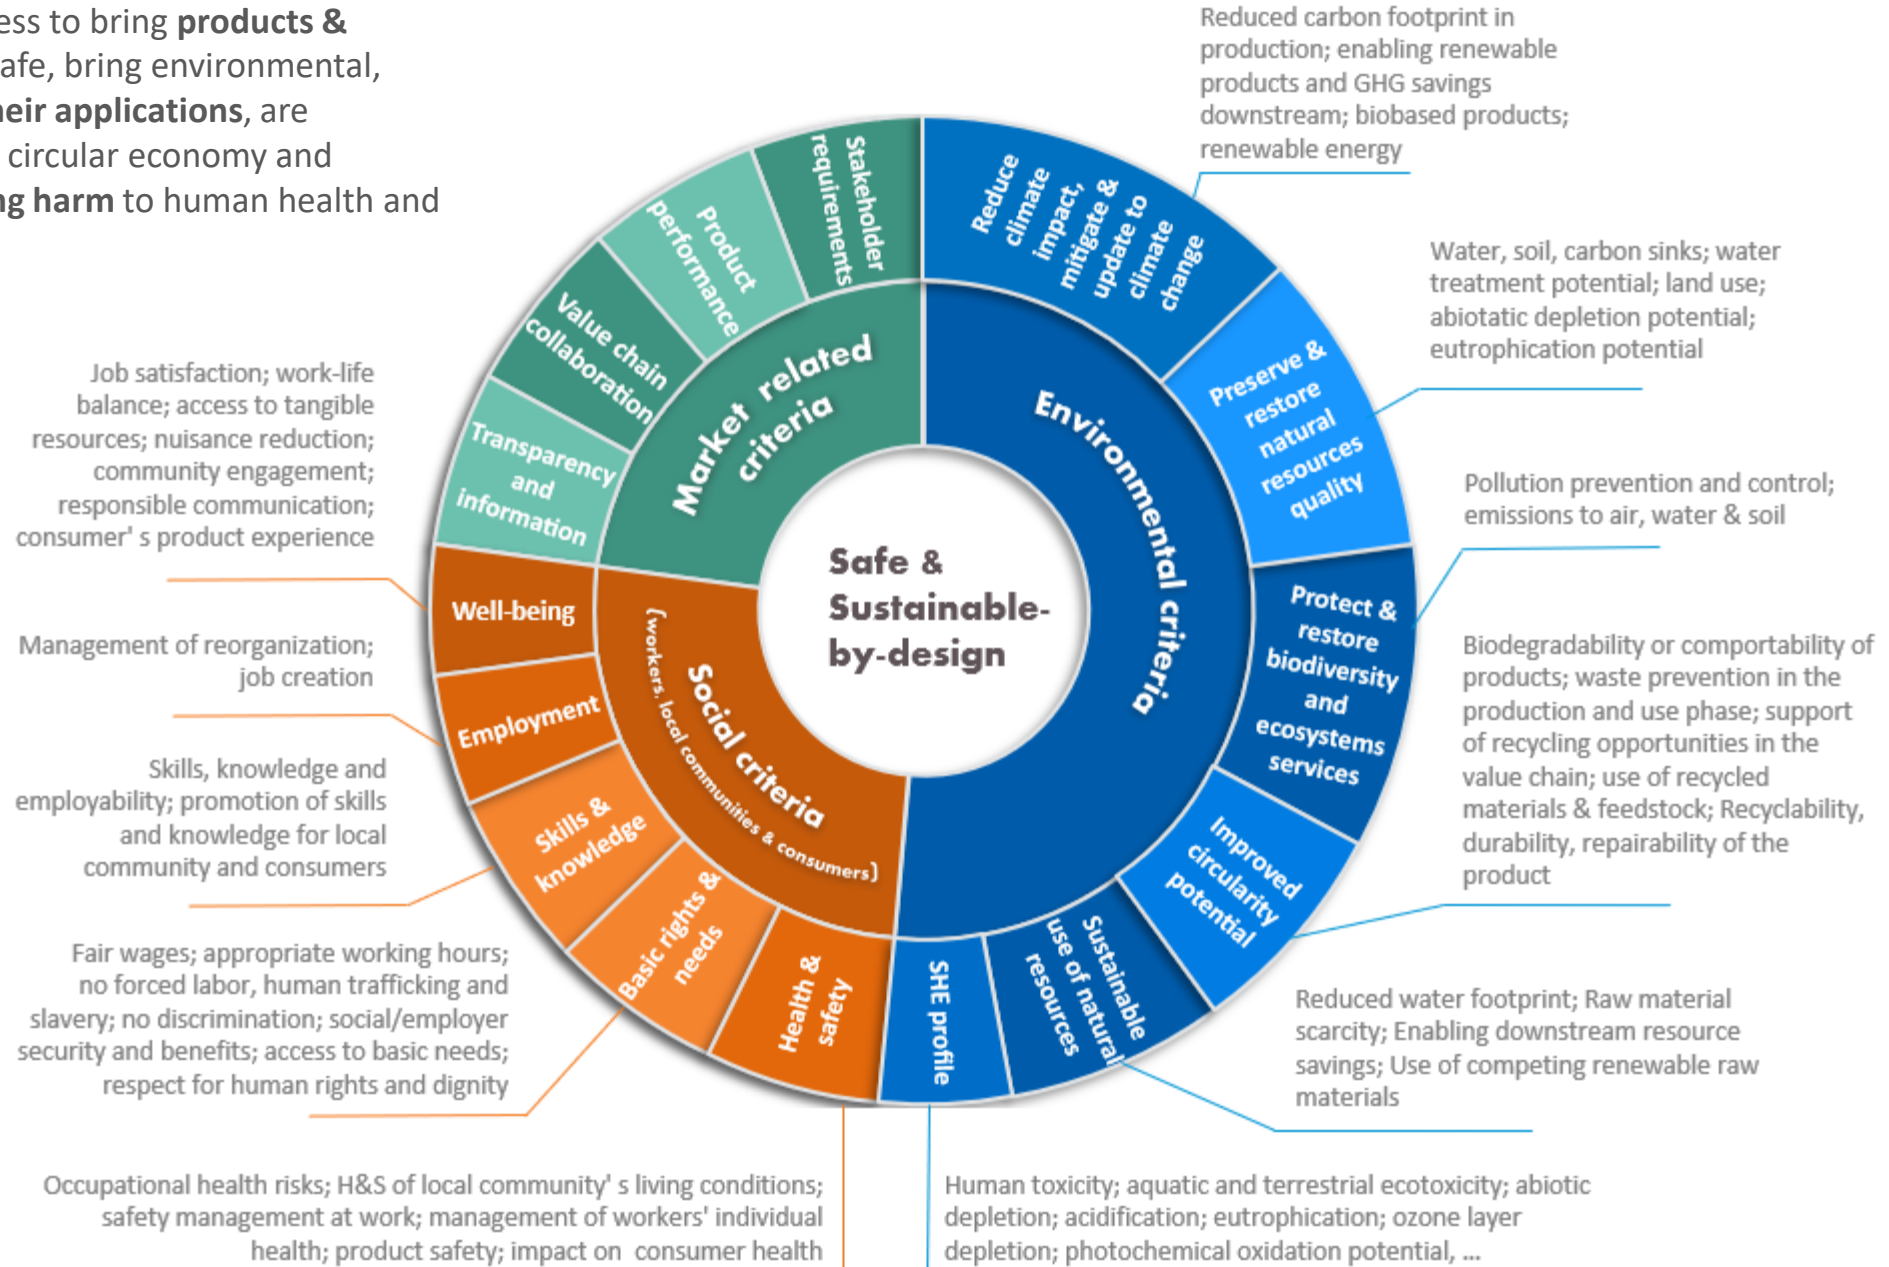 ess to bring products &
afe, bring environmental,
heir applications, are
circular economy and
ng harm to human health and
Reduced carbon footprint in
production; enabling renewable
products and GHG savings
downstream; biobased products;
renewable energy
Water, soil, carbon sinks; water
treatment potential; land use;
abiotatic depletion potential;
eutrophication potential
Pollution prevention and control;
emissions to air, water & soil
Biodegradability or comportability of
products; waste prevention in the
production and use phase; support
of recycling opportunities in the
value chain; use of recycled
materials & feedstock; Recyclability,
durability, repairability of the
product
Reduced water footprint; Raw material
scarcity; Enabling downstream resource
savings; Use of competing renewable raw
materials
Human toxicity; aquatic and terrestrial ecotoxicity; abiotic
depletion; acidification; eutrophication; ozone layer
depletion; photochemical oxidation potential, ...
Occupational health risks; H&S of local community' s living conditions;
safety management at work; management of workers' individual
health; product safety; impact on consumer health
Fair wages; appropriate working hours;
no forced labor, human trafficking and
slavery; no discrimination; social/employer
security and benefits; access to basic needs;
respect for human rights and dignity
Skills, knowledge and
employability; promotion of skills
and knowledge for local
community and consumers
Management of reorganization;
job creation
Job satisfaction; work-life
balance; access to tangible
resources; nuisance reduction;
community engagement;
responsible communication;
consumer' s product experience
Reduce
climate
impact,
mitigate &
update to
climate
change
Preserve &
restore
natural
resources
quality
Protect &
restore
biodiversity
and
ecosystems
services
Improved
circularity
potential
Sustainable
use of natural
resources
SHE profile
Health &
safety
Basic rights &
needs
Skills &
knowledge
Employment
Well-being
Transparency
and
information
Value chain
collaboration
Product
performance
Stakeholder
requirements
Market related
criteria
Environmental criteria
Social criteria
(workers, local communities & consumers)
Safe &
Sustainable-
by-design